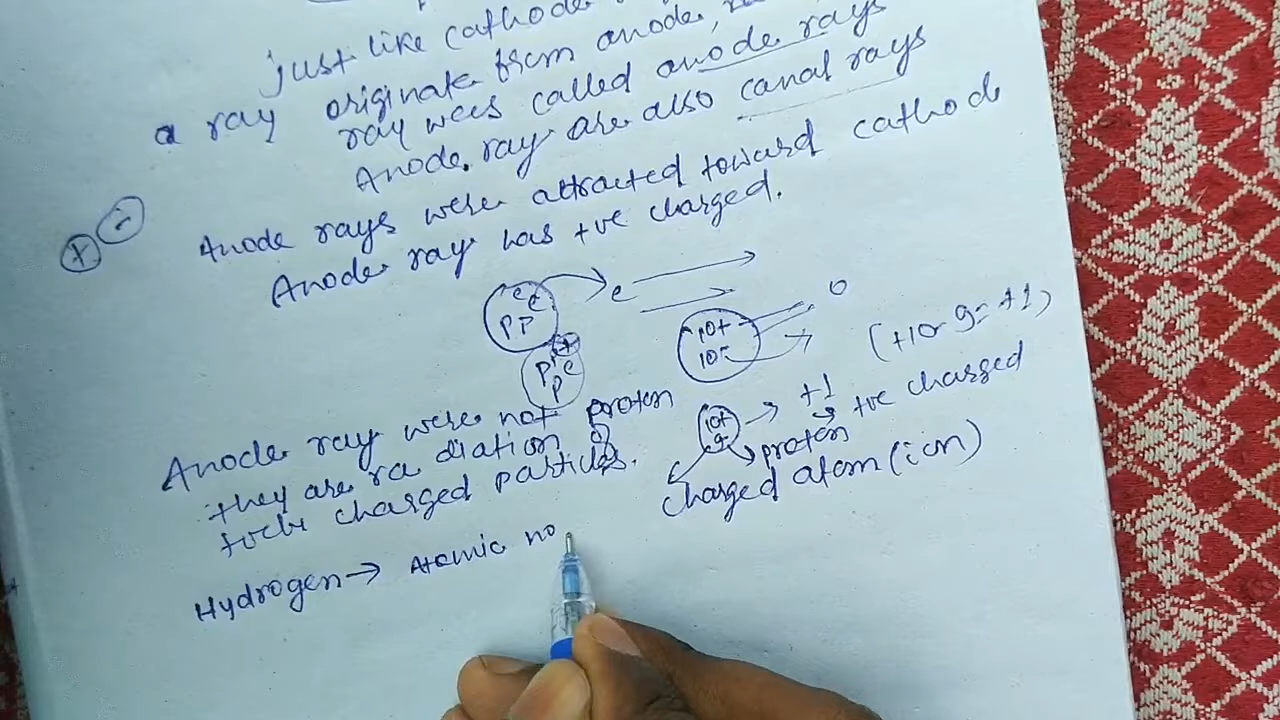 just like cathode
a ray originate from anode,
ray wees called anode rays
Anode ray are also canal rays
Anode rays were attracted toward cathode
Anode ray has +ve charged.
+ -
e e e
PP
e
10+
10-
0
(+10-9=+1)
+
P P e
P
10+
9-
+1
proton +ve charged
charged atom (ion)
Anode ray were not proton
they are radiation of
+ve charged particles.
Hydrogen → Atomic no